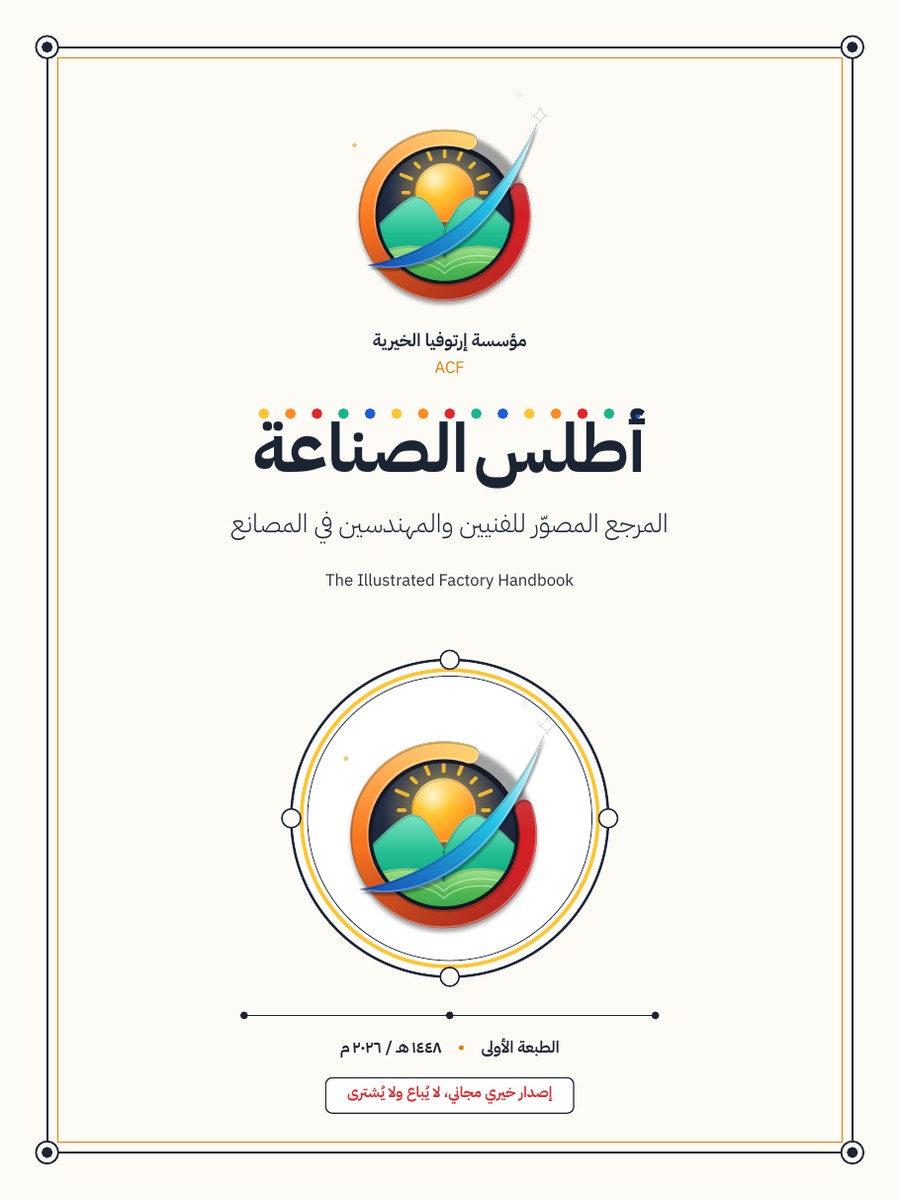 مؤسسة إرتوفيا الخيرية
ACF
أطلس الصناعة
المرجع المصوّر للفنيين والمهندسين في المصانع
The Illustrated Factory Handbook
الطبعة الأولى • ١٤٤٨ هـ / ٢٠٢٦ م
إصدار خيري مجاني، لا يُباع ولا يُشترى